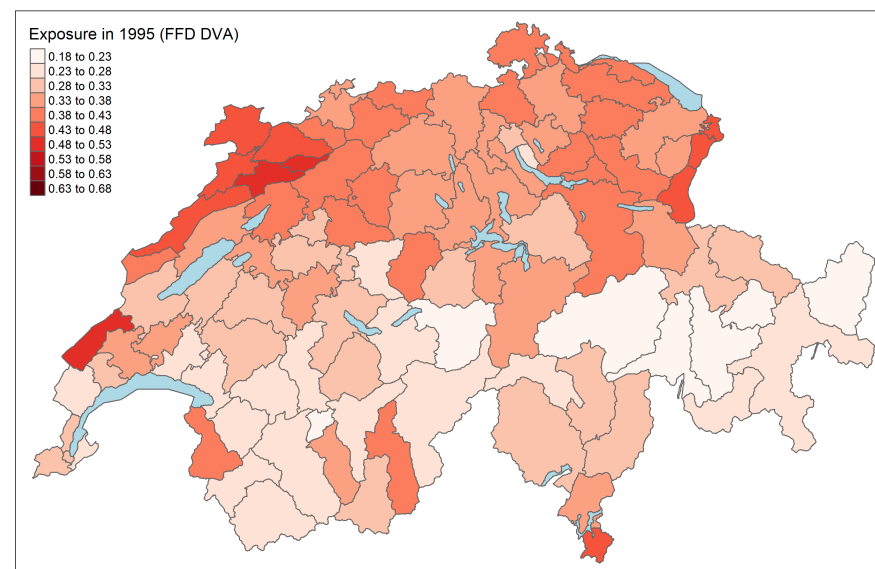 Exposure in 1995 (FFD DVA)
0.18 to 0.23
0.23 to 0.28
0.28 to 0.33
0.33 to 0.38
0.38 to 0.43
0.43 to 0.48
0.48 to 0.53
0.53 to 0.58
0.58 to 0.63
0.63 to 0.68